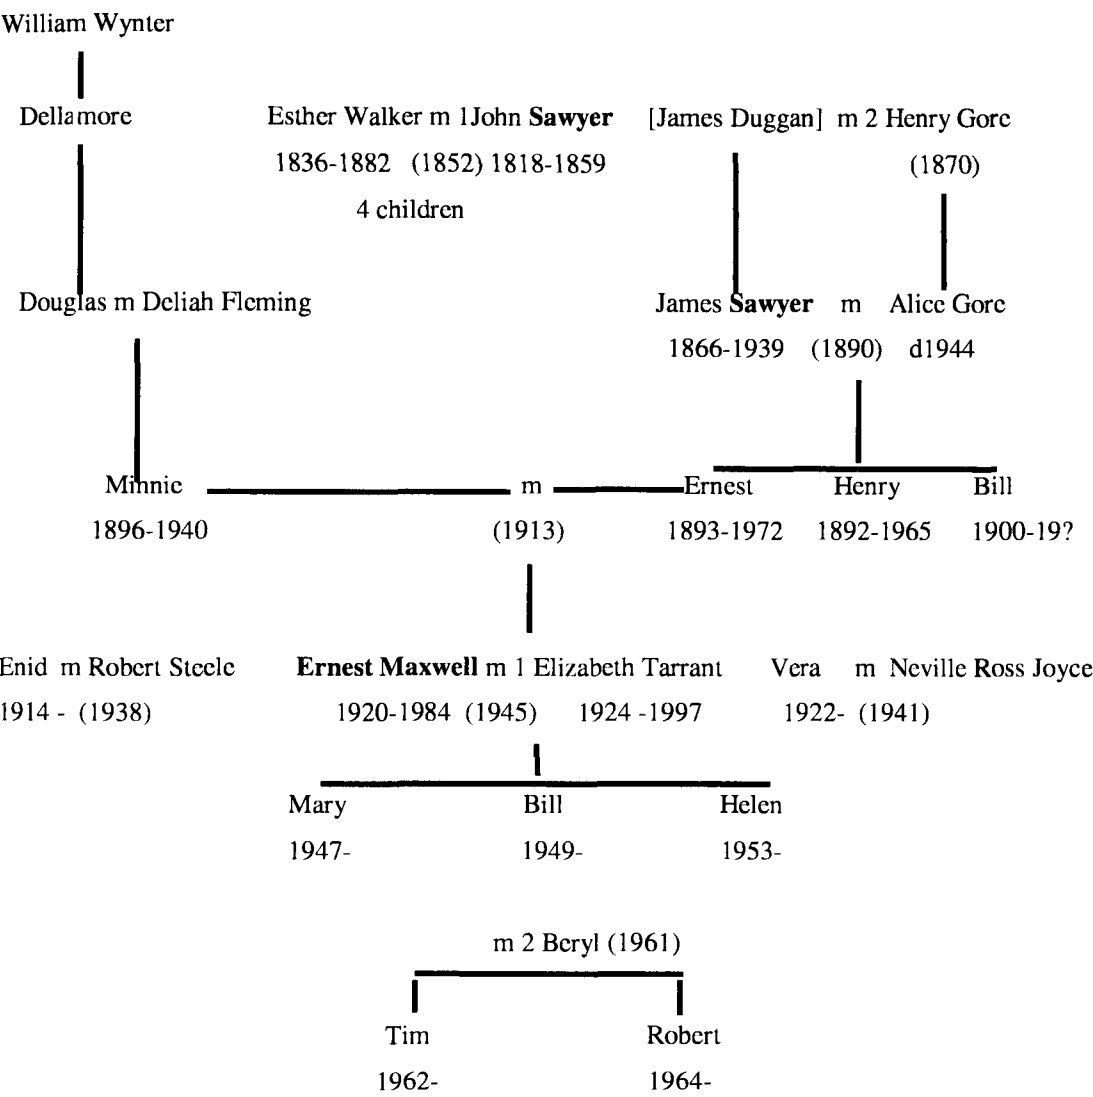 William Wynter
Dellamore Esther Walker m 1John Sawyer [James Duggan] m 2 Henry Gore
1836-1882 (1852) 1818-1859 (1870)
4 children
Douglas m Deliah Fleming James Sawyer m Alice Gore
1866-1939 (1890) d1944
Minnie m Ernest Henry Bill
1896-1940 (1913) 1893-1972 1892-1965 1900-19?
Enid m Robert Steele Ernest Maxwell m 1 Elizabeth Tarrant Vera m Neville Ross Joyce
1914 - (1938) 1920-1984 (1945) 1924 -1997 1922- (1941)
Mary Bill Helen
1947- 1949- 1953-
m 2 Beryl (1961)
Tim Robert
1962- 1964-